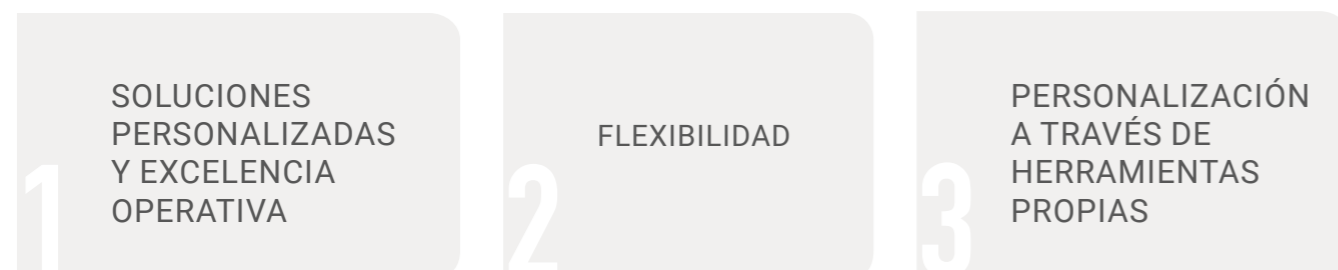 1
SOLUCIONES
PERSONALIZADAS
Y EXCELENCIA
OPERATIVA
2
FLEXIBILIDAD
3
PERSONALIZACIÓN
A TRAVÉS DE
HERRAMIENTAS
PROPIAS